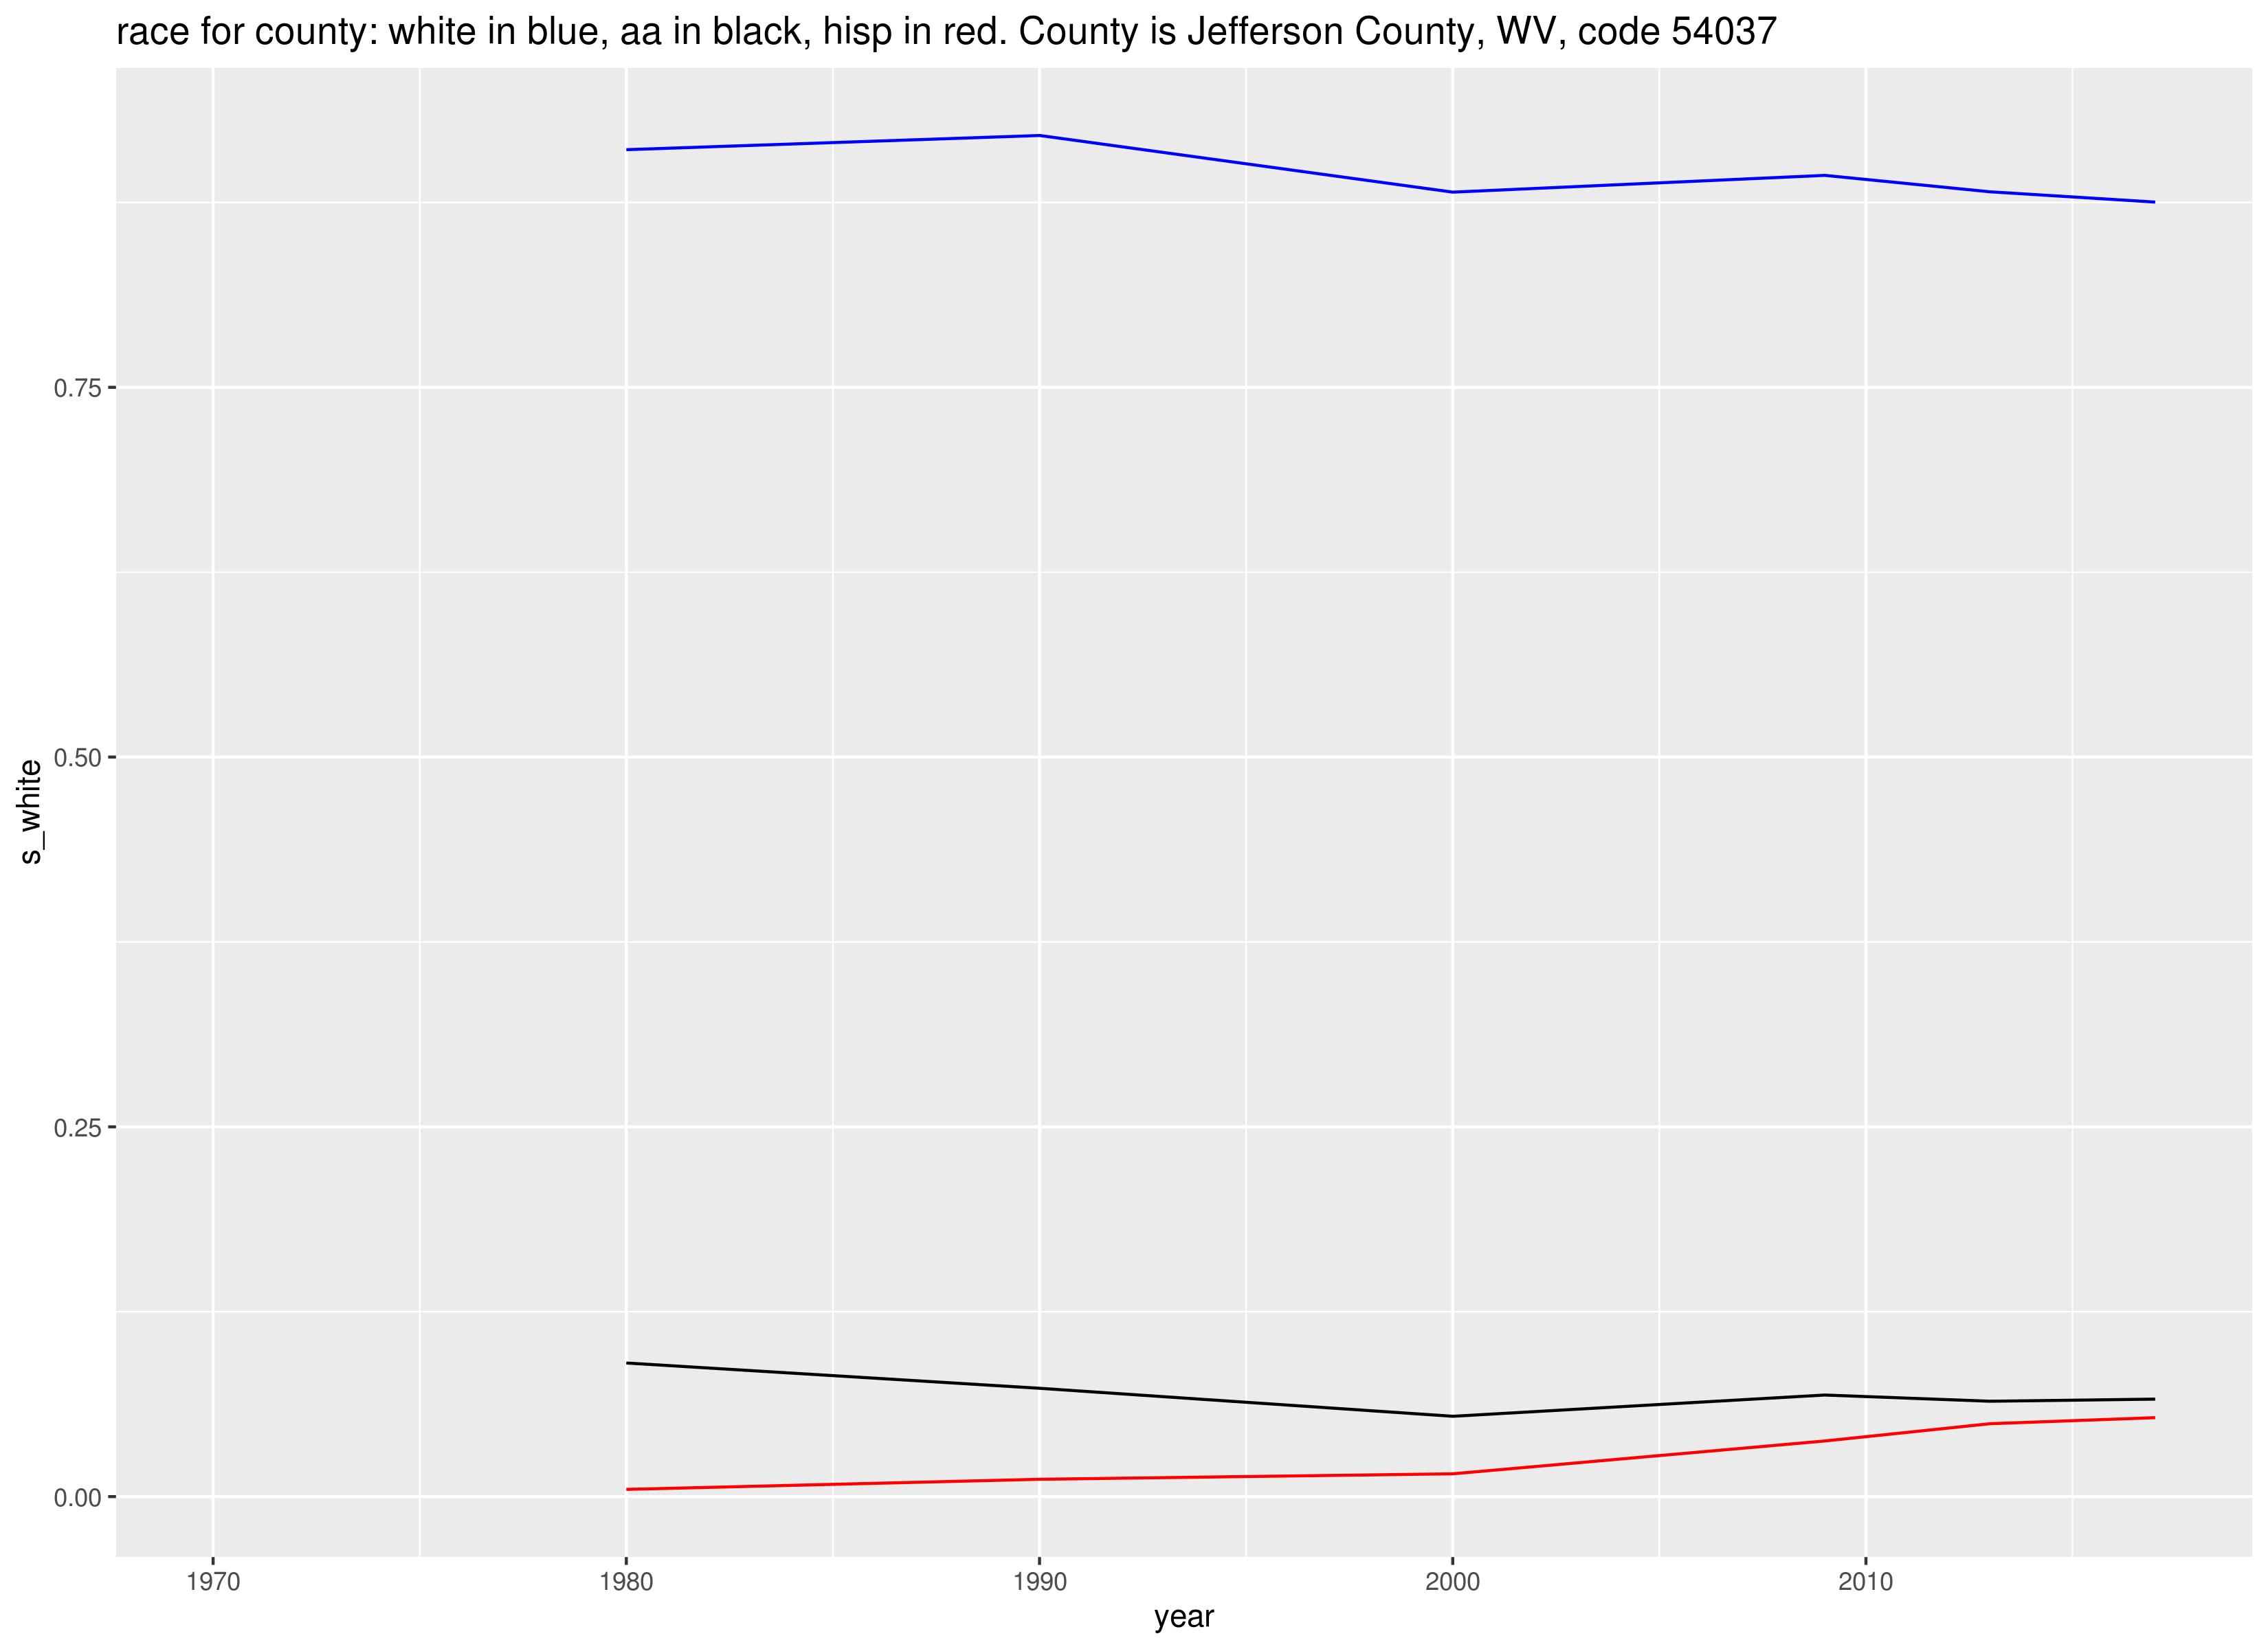 race for county: white in blue, aa in black, hisp in red. County is Jefferson County, WV, code 54037
s_white
0.75
0.50
0.25
0.00
1970 1980 1990 2000 2010
year